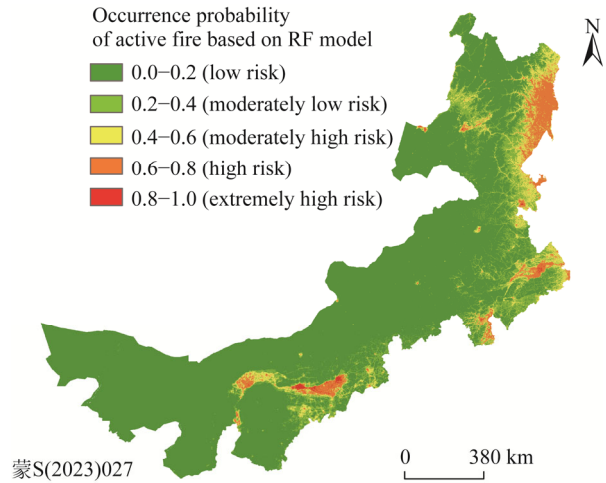 Occurrence probability
of active fire based on RF model
0.0−0.2 (low risk)
0.2−0.4 (moderately low risk)
0.4−0.6 (moderately high risk)
0.6−0.8 (high risk)
0.8−1.0 (extremely high risk)
N
蒙S(2023)027
0 380 km